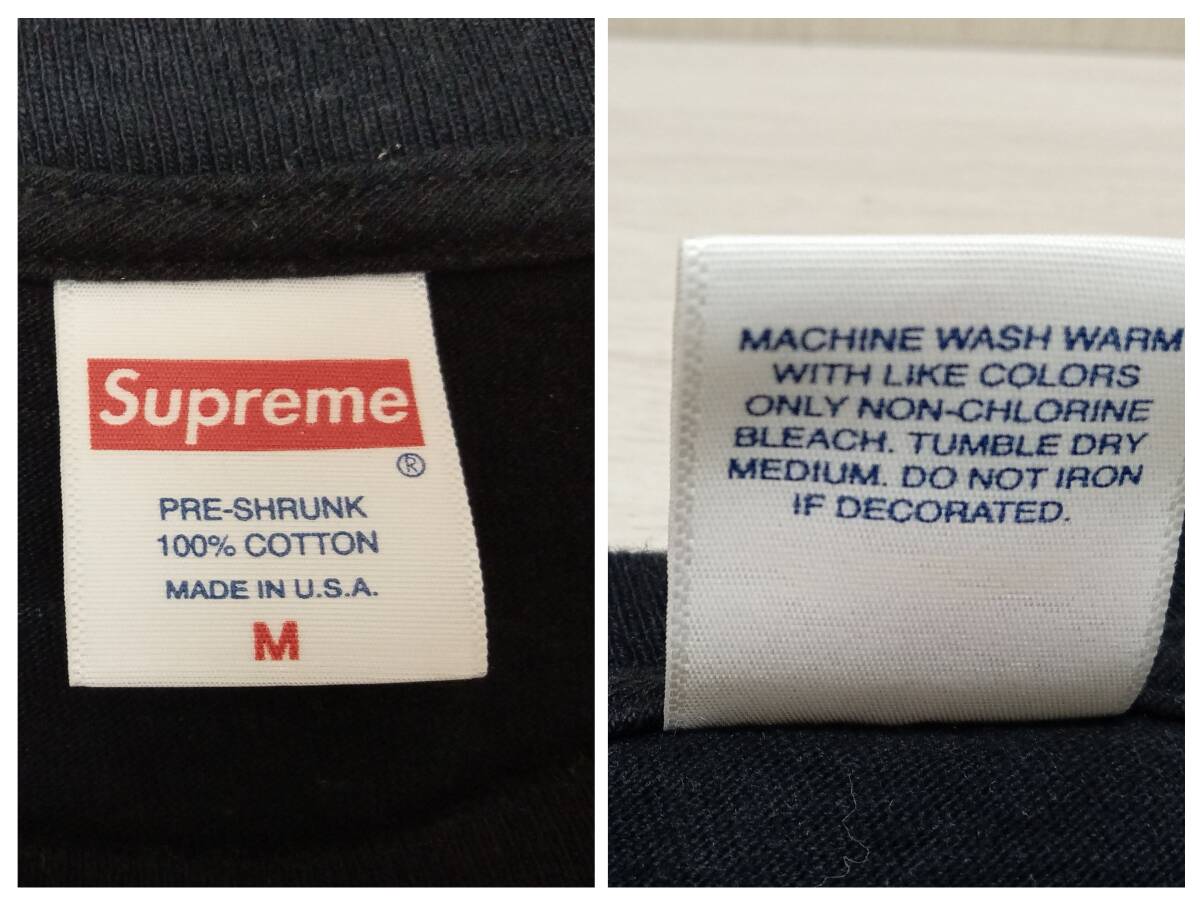 Supreme
®
PRE-SHRUNK
100% COTTON
MADE IN U.S.A.
M
MACHINE WASH WARM
WITH LIKE COLORS
ONLY NON-CHLORINE
BLEACH. TUMBLE DRY
MEDIUM. DO NOT IRON
IF DECORATED.